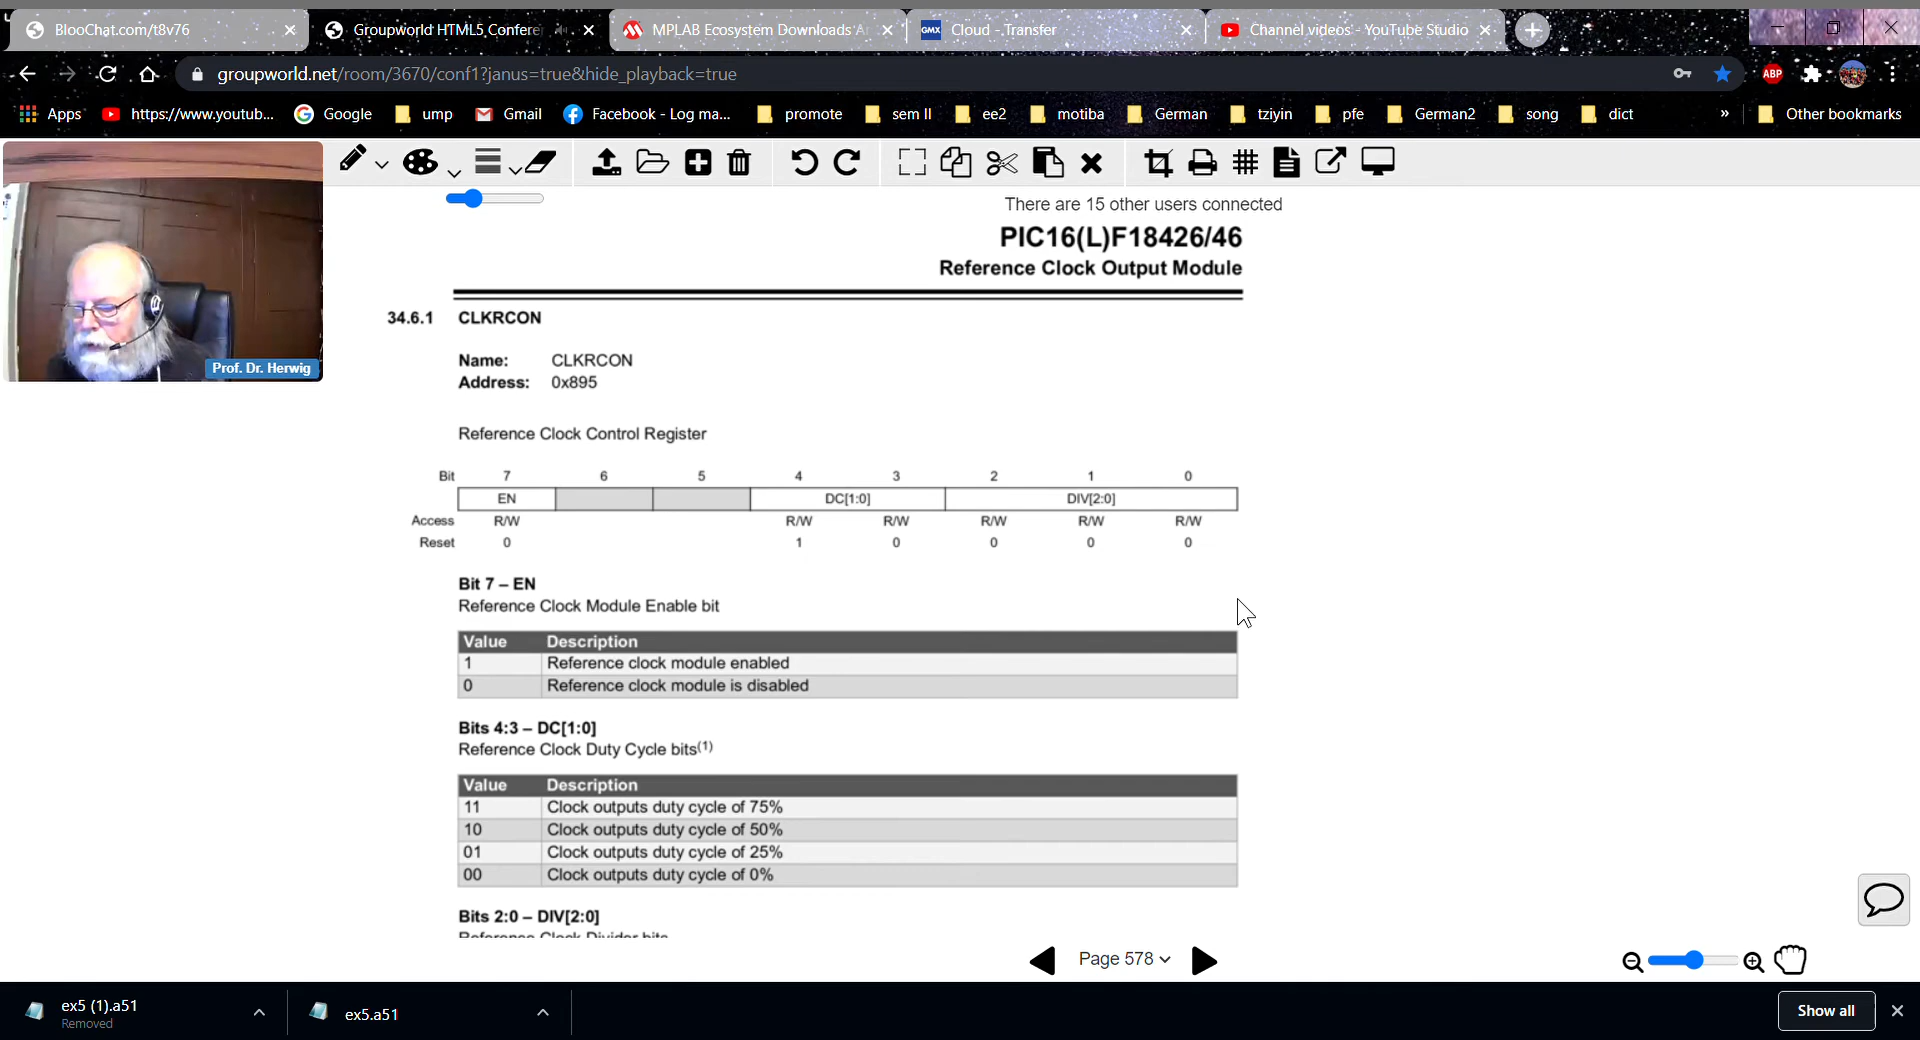 BlooChat.com/t8v76
Groupworld HTML5 Confere
MPLAB Ecosystem Downloads A
GMX Cloud - Transfer
Channel videos - YouTube Studio
groupworld.net/room/3670/conf1?janus=true&hide_playback=true
ABP
Apps
https://www.youtub...
Google
ump
Gmail
Facebook - Log ma...
promote
sem II
ee2
motiba
German
tziyin
pfe
German2
song
dict
»
Other bookmarks
Prof. Dr. Herwig
There are 15 other users connected
PIC16(L)F18426/46
Reference Clock Output Module
34.6.1 CLKRCON
Name: CLKRCON
Address: 0x895
Reference Clock Control Register
Bit 7 6 5 4 3 2 1 0
EN DC[1:0] DIV[2:0]
Access R/W R/W R/W R/W R/W R/W
Reset 0 1 0 0 0 0
Bit 7 – EN
Reference Clock Module Enable bit
Value Description
1 Reference clock module enabled
0 Reference clock module is disabled
Bits 4:3 – DC[1:0]
Reference Clock Duty Cycle bits(1)
Value Description
11 Clock outputs duty cycle of 75%
10 Clock outputs duty cycle of 50%
01 Clock outputs duty cycle of 25%
00 Clock outputs duty cycle of 0%
Bits 2:0 – DIV[2:0]
Reference Clock Divider bits
Page 578
ex5 (1).a51
Removed
ex5.a51
Show all